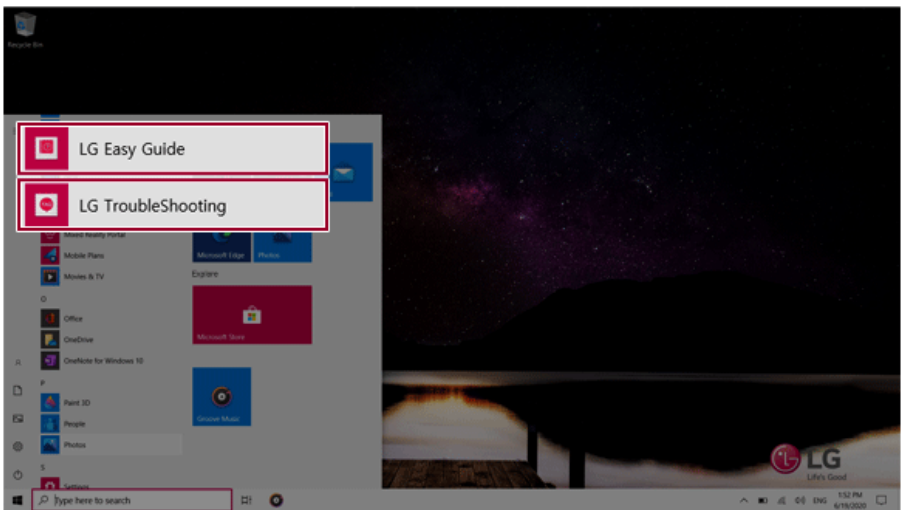 Recycle Bin
LG Easy Guide
LG TroubleShooting
Mixed Reality Portal
Mobile Plans
Movies & TV
O
Office
OneDrive
OneNote for Windows 10
P
Paint 3D
People
Photos
S
Settings
Microsoft Edge
Photos
Explore
Microsoft Store
Groove Music
LG
Life's Good
Type here to search
ENG
1:52 PM
6/19/2020